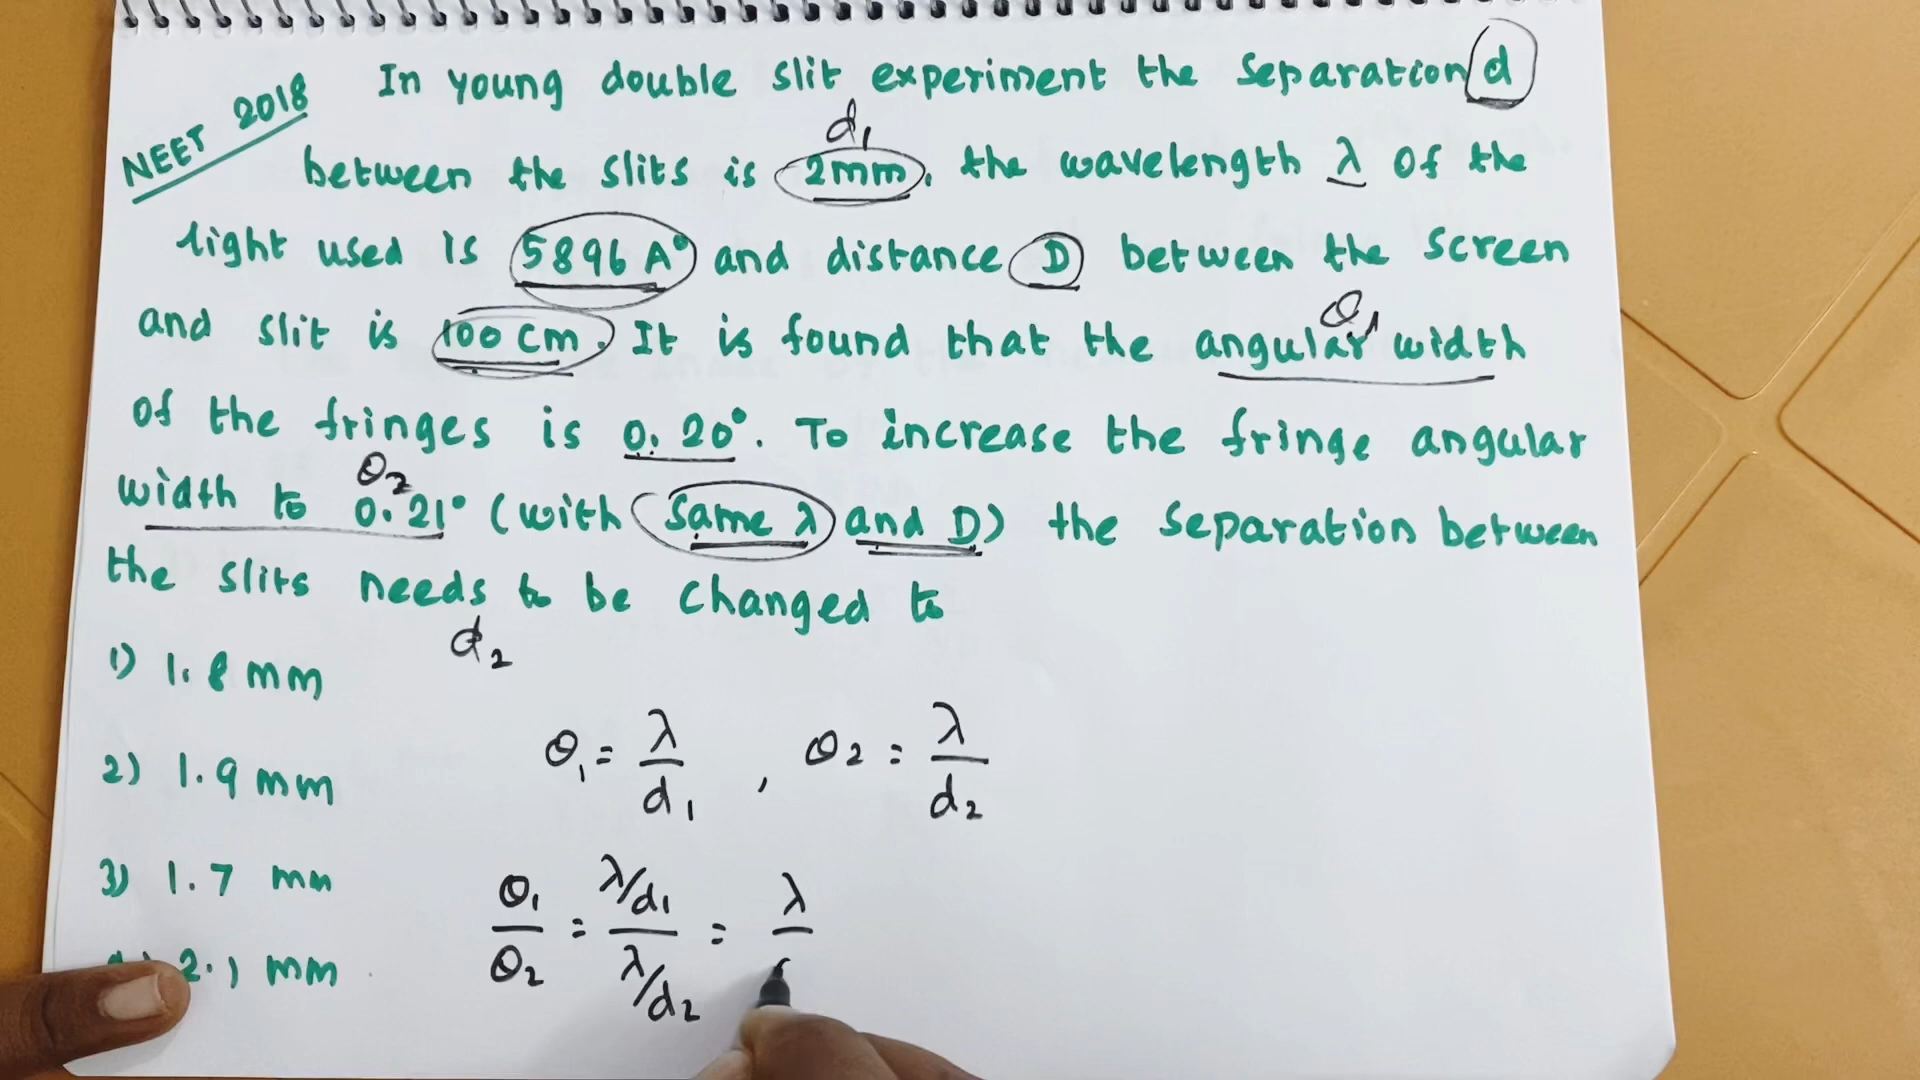 NEET 2018
In young double slit experiment the separation d
d1
between the slits is 2mm. the wavelength λ of the
light used is 5896 A° and distance D between the screen
and slit is 100 cm. It is found that the angular width
θ1
of the fringes is 0.20°. To increase the fringe angular
θ2
width to 0.21° (with same λ and D) the separation between
the slits needs to be changed to
d2
1) 1.8 mm
2) 1.9 mm
3) 1.7 mm
2.1 mm
θ1 = λ/d1 , θ2 = λ/d2
θ1/θ2 = (λ/d1)/(λ/d2) = λ